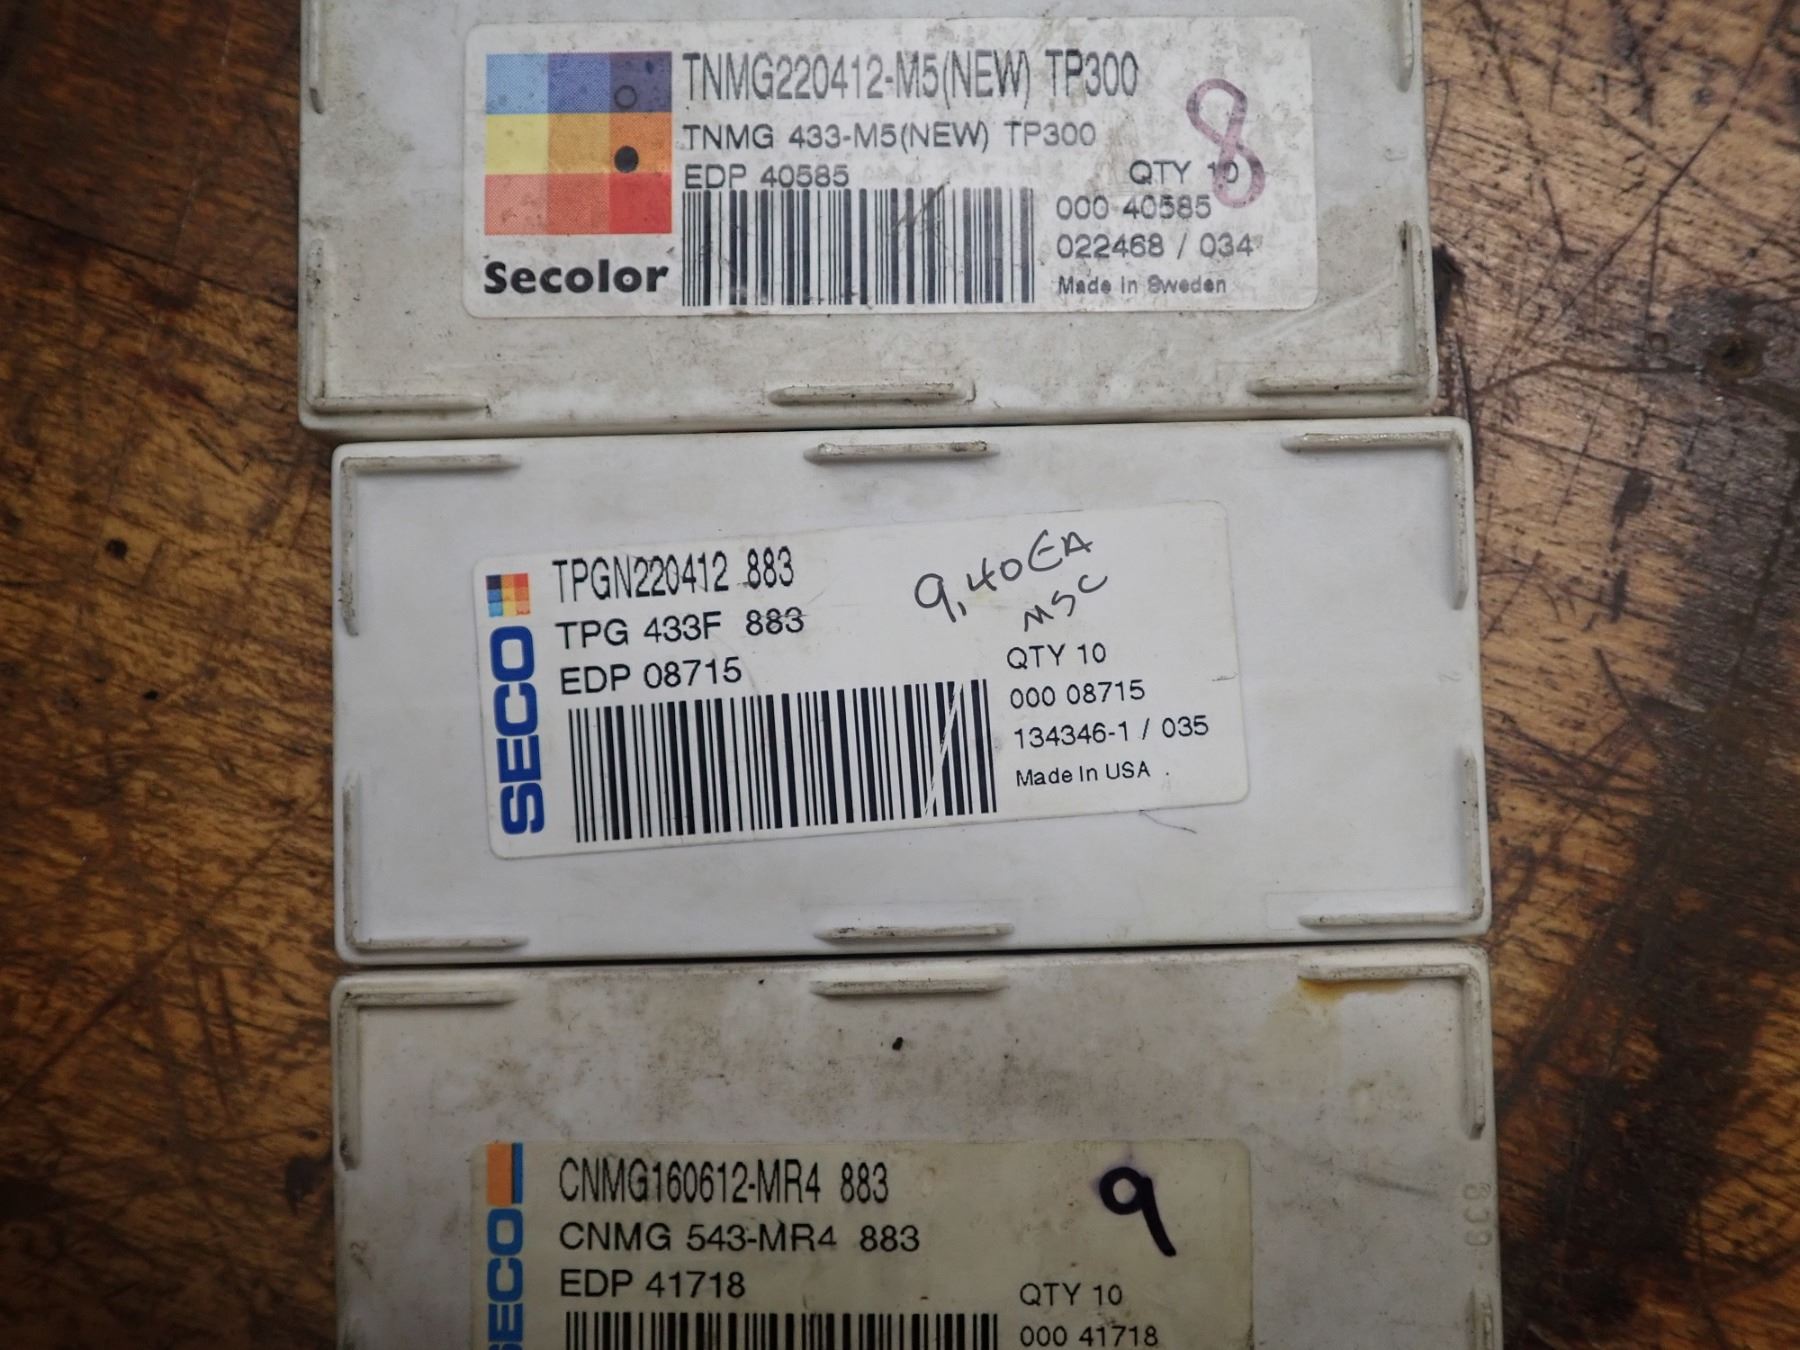 TNMG220412-M5(NEW) TP300
TNMG 433-M5(NEW) TP300
EDP 40585
QTY 10
8
000 40585
022468 / 034
Made in Sweden
Secolor
TPGN220412 883
TPG 433F 883
EDP 08715
9.40 EA
MSC
QTY 10
000 08715
134346-1 / 035
Made In USA
SECO
CNMG160612-MR4 883
CNMG 543-MR4 883
EDP 41718
9
QTY 10
000 41718
SECO